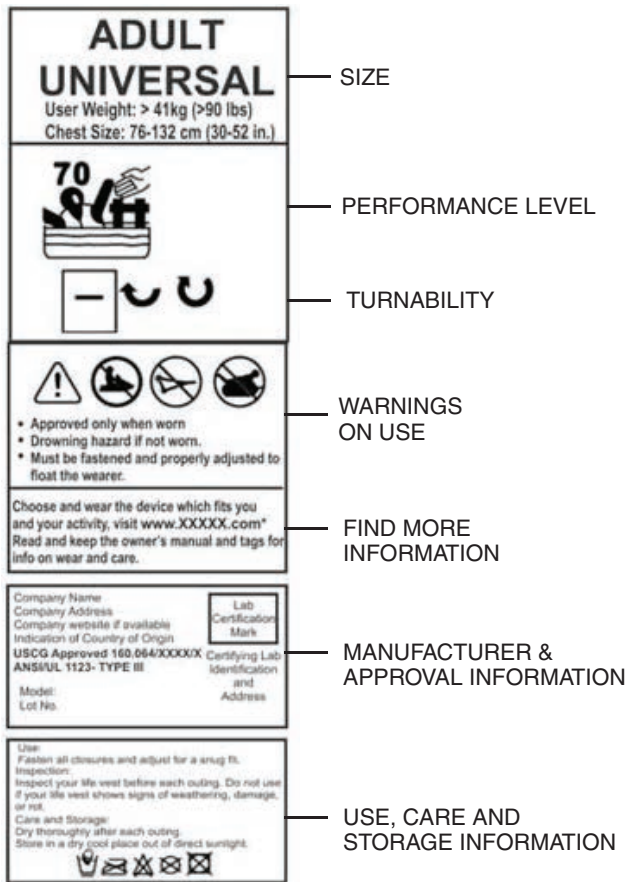 ADULT
UNIVERSAL
User Weight: > 41kg (>90 lbs)
Chest Size: 76-132 cm (30-52 in.)
SIZE
70
PERFORMANCE LEVEL
TURNABILITY
• Approved only when worn
• Drowning hazard if not worn.
• Must be fastened and properly adjusted to
float the wearer.
WARNINGS
ON USE
Choose and wear the device which fits you
and your activity, visit www.XXXXX.com*
Read and keep the owner's manual and tags for
info on wear and care.
FIND MORE
INFORMATION
Company Name
Company Address
Company website if available
Indication of Country of Origin
USCG Approved 160.064/XXXX/X
ANSI/UL 1123- TYPE III
Model:
Lot No.
Lab
Certification
Mark
Certifying Lab
Identification
and
Address
MANUFACTURER &
APPROVAL INFORMATION
Use:
Fasten all closures and adjust for a snug fit.
Inspection:
Inspect your life vest before each outing. Do not use
if your life vest shows signs of weathering, damage,
or rot.
Care and Storage:
Dry thoroughly after each outing.
Store in a dry cool place out of direct sunlight.
USE, CARE AND
STORAGE INFORMATION